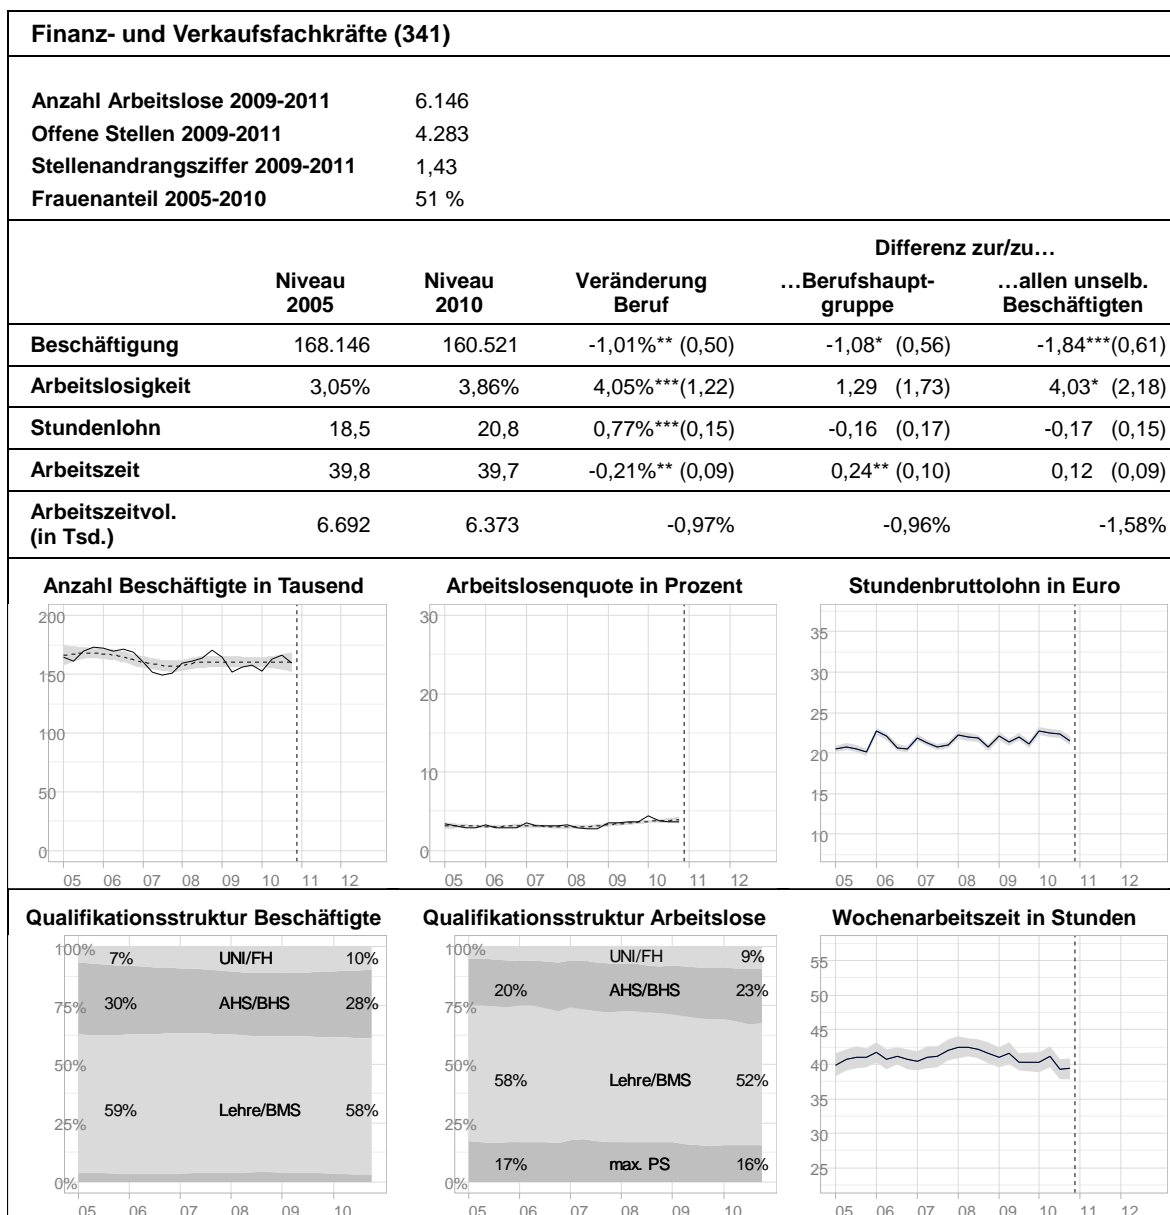 Finanz- und Verkaufsfachkräfte (341)
Anzahl Arbeitslose 2009-2011 6.146
Offene Stellen 2009-2011 4.283
Stellenandrangsziffer 2009-2011 1,43
Frauenanteil 2005-2010 51 %
Differenz zur/zu…
Niveau Niveau Veränderung …Berufshaupt- …allen unselb.
2005 2010 Beruf gruppe Beschäftigten
Beschäftigung 168.146 160.521 -1,01%** (0,50) -1,08* (0,56) -1,84***(0,61)
Arbeitslosigkeit 3,05% 3,86% 4,05%***(1,22) 1,29 (1,73) 4,03* (2,18)
Stundenlohn 18,5 20,8 0,77%***(0,15) -0,16 (0,17) -0,17 (0,15)
Arbeitszeit 39,8 39,7 -0,21%** (0,09) 0,24** (0,10) 0,12 (0,09)
Arbeitszeitvol.
(in Tsd.) 6.692 6.373 -0,97% -0,96% -1,58%
Anzahl Beschäftigte in Tausend
200
150
100
50
0
05 06 07 08 09 10 11 12
Arbeitslosenquote in Prozent
30
20
10
0
05 06 07 08 09 10 11 12
Stundenbruttolohn in Euro
35
30
25
20
15
10
05 06 07 08 09 10 11 12
Qualifikationsstruktur Beschäftigte
100% 7% UNI/FH 10%
75% 30% AHS/BHS 28%
50%
59% Lehre/BMS 58%
25%
0%
05 06 07 08 09 10
Qualifikationsstruktur Arbeitslose
100% UNI/FH 9%
75% 20% AHS/BHS 23%
50% 58% Lehre/BMS 52%
25%
17% max. PS 16%
0%
05 06 07 08 09 10
Wochenarbeitszeit in Stunden
55
50
45
40
35
30
25
05 06 07 08 09 10 11 12